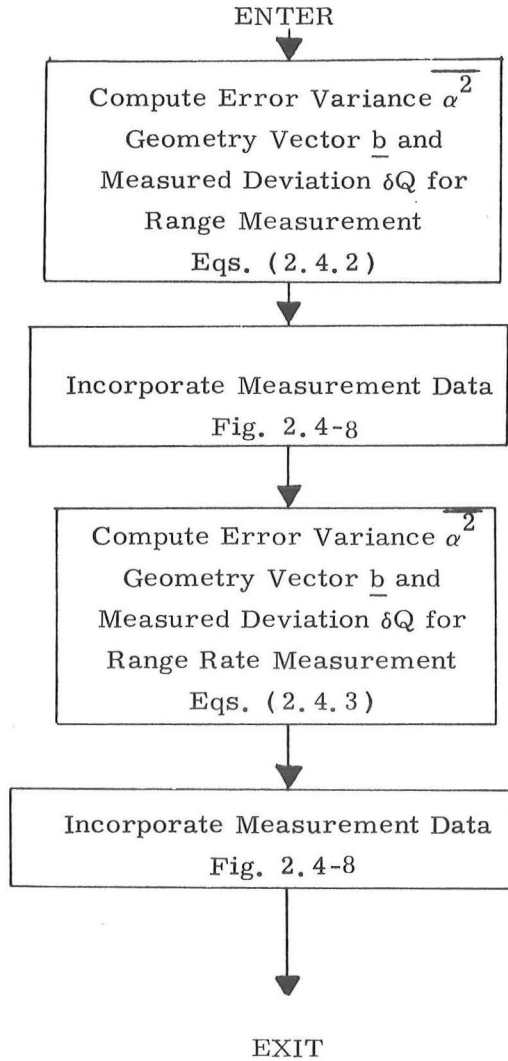 ENTER
Compute Error Variance α̅²
Geometry Vector b̲ and
Measured Deviation δQ for
Range Measurement
Eqs. (2.4.2)
Incorporate Measurement Data
Fig. 2.4-8
Compute Error Variance α̅²
Geometry Vector b̲ and
Measured Deviation δQ for
Range Rate Measurement
Eqs. (2.4.3)
Incorporate Measurement Data
Fig. 2.4-8
EXIT